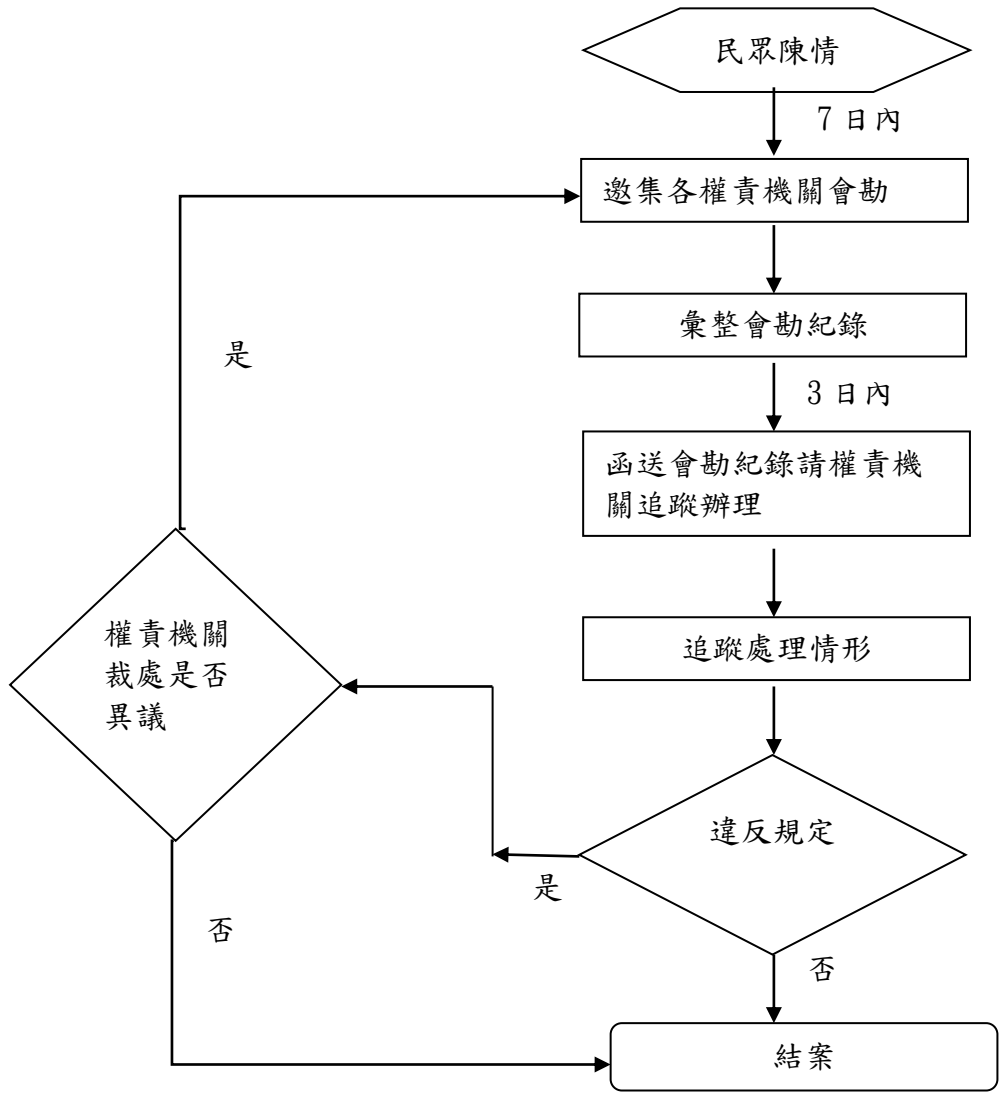 民眾陳情
7 日內
邀集各權責機關會勘
彙整會勘紀錄
是
3 日內
函送會勘紀錄請權責機
關追蹤辦理
追蹤處理情形
權責機關
裁處是否
異議
違反規定
是
否
否
結案